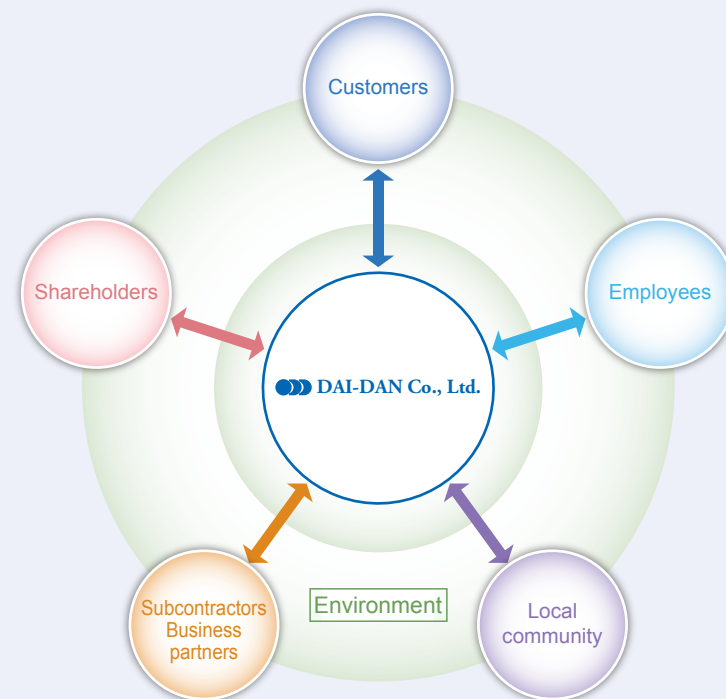 Customers
Shareholders
Employees
DAI-DAN Co., Ltd.
Subcontractors
Business
partners
Environment
Local
community